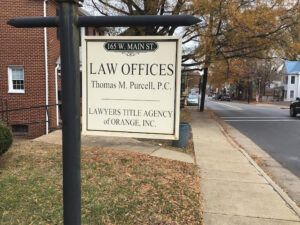 165 W. MAIN ST.
LAW OFFICES
Thomas M. Purcell, P.C.
LAWYERS TITLE AGENCY
of ORANGE, INC.